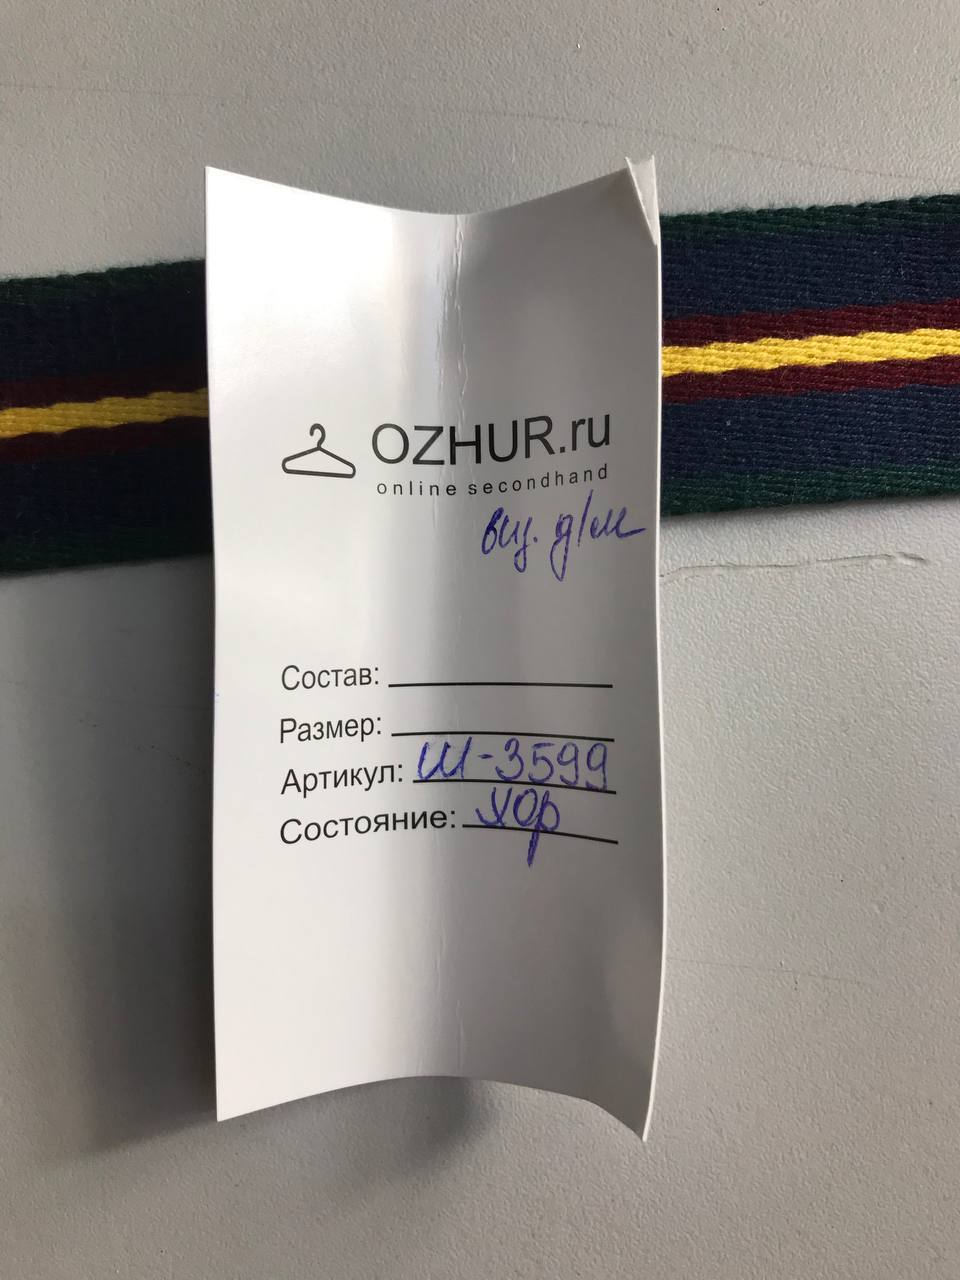 OZHUR.ru
online secondhand
Состав:
Размер:
Артикул: Ш-3599
Состояние: хор